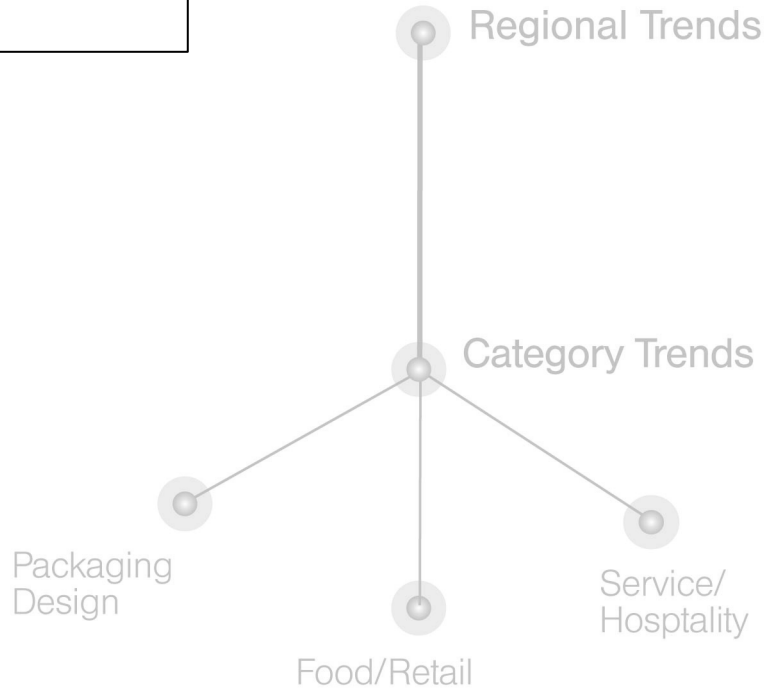 Regional Trends
Category Trends
Packaging
Design
Service/
Hosptality
Food/Retail